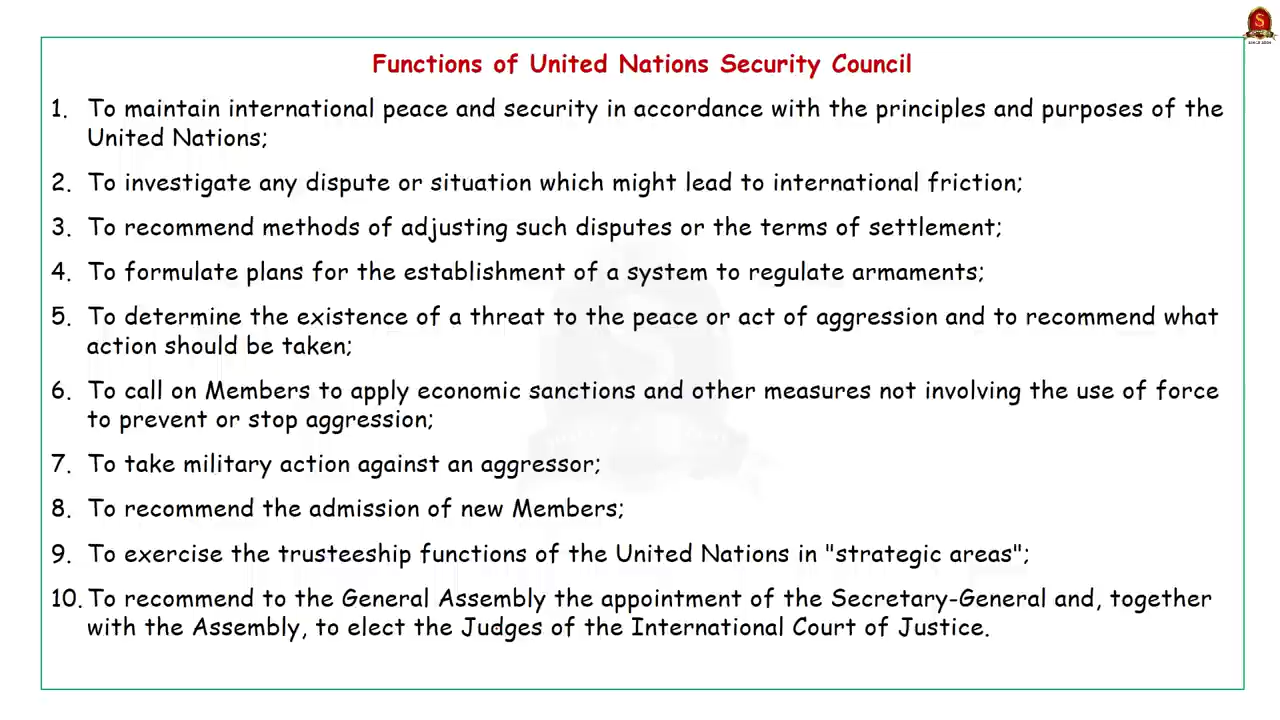 Functions of United Nations Security Council
1. To maintain international peace and security in accordance with the principles and purposes of the
United Nations;
2. To investigate any dispute or situation which might lead to international friction;
3. To recommend methods of adjusting such disputes or the terms of settlement;
4. To formulate plans for the establishment of a system to regulate armaments;
5. To determine the existence of a threat to the peace or act of aggression and to recommend what
action should be taken;
6. To call on Members to apply economic sanctions and other measures not involving the use of force
to prevent or stop aggression;
7. To take military action against an aggressor;
8. To recommend the admission of new Members;
9. To exercise the trusteeship functions of the United Nations in "strategic areas";
10. To recommend to the General Assembly the appointment of the Secretary-General and, together
with the Assembly, to elect the Judges of the International Court of Justice.